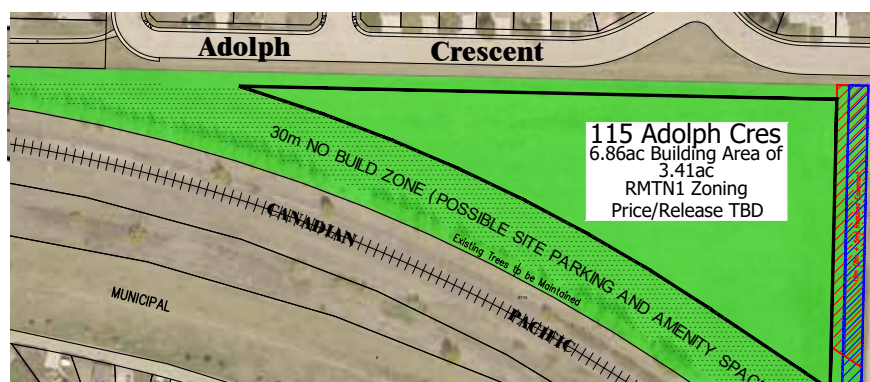 Adolph Crescent
115 Adolph Cres
6.86ac Building Area of
3.41ac
RMTN1 Zoning
Price/Release TBD
30m NO BUILD ZONE (POSSIBLE SITE PARKING AND AMENITY SPAC
Existing Trees to be Maintained
CANADIAN
PACIFIC
MUNICIPAL